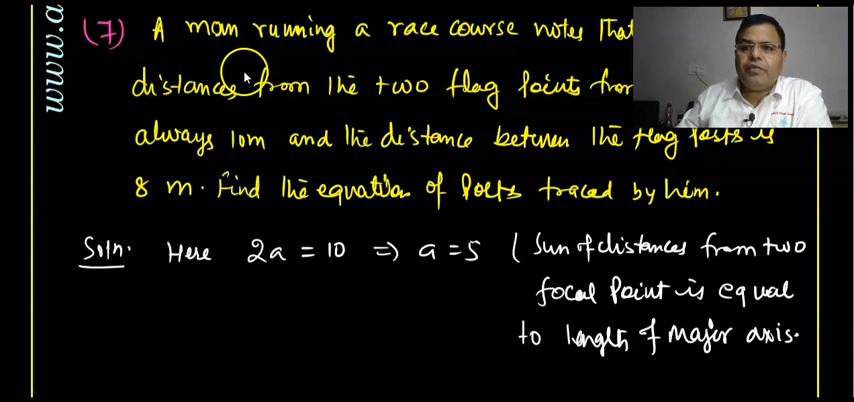 www.a
(7) A man running a race course notes that
distances from the two flag points from
always 10m and the distance between the flag posts is
8 m. Find the equation of Posts traced by him.
Soln. Here 2a = 10 => a = 5 ( Sun of distances from two
focal Point is equal
to length of major axis.